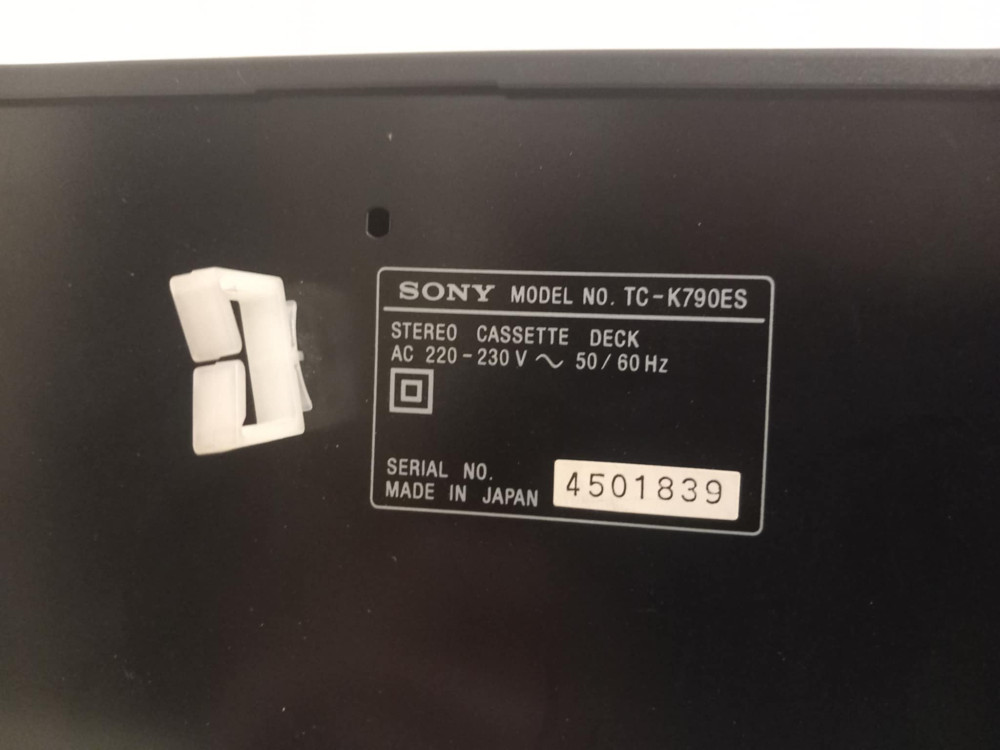 SONY MODEL NO. TC-K790ES
STEREO CASSETTE DECK
AC 220-230 V ~ 50/60 Hz
SERIAL NO.
MADE IN JAPAN 4501839